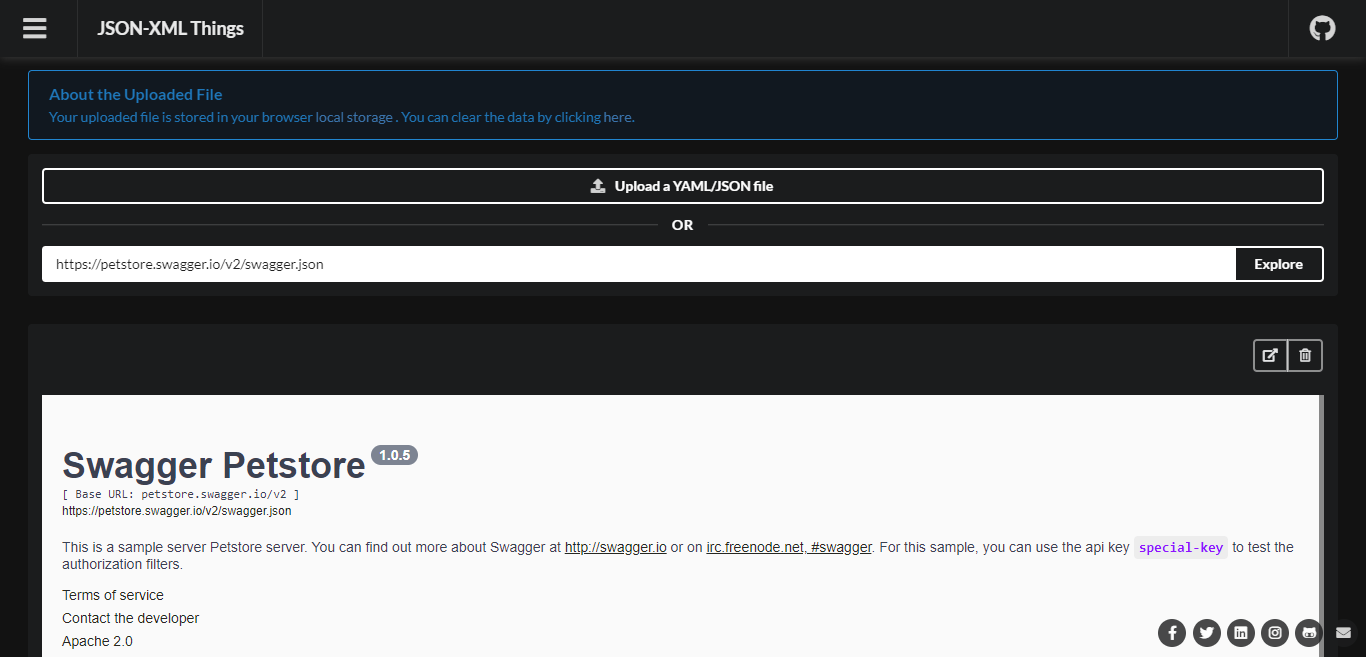 JSON-XML Things
About the Uploaded File
Your uploaded file is stored in your browser local storage . You can clear the data by clicking here.
Upload a YAML/JSON file
OR
https://petstore.swagger.io/v2/swagger.json
Explore
Swagger Petstore 1.0.5
[ Base URL: petstore.swagger.io/v2 ]
https://petstore.swagger.io/v2/swagger.json
This is a sample server Petstore server. You can find out more about Swagger at http://swagger.io or on irc.freenode.net, #swagger. For this sample, you can use the api key special-key to test the
authorization filters.
Terms of service
Contact the developer
Apache 2.0